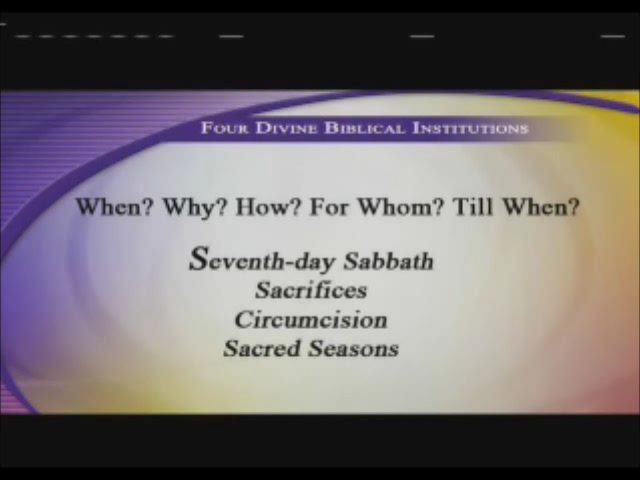 FOUR DIVINE BIBLICAL INSTITUTIONS
When? Why? How? For Whom? Till When?
Seventh-day Sabbath
Sacrifices
Circumcision
Sacred Seasons